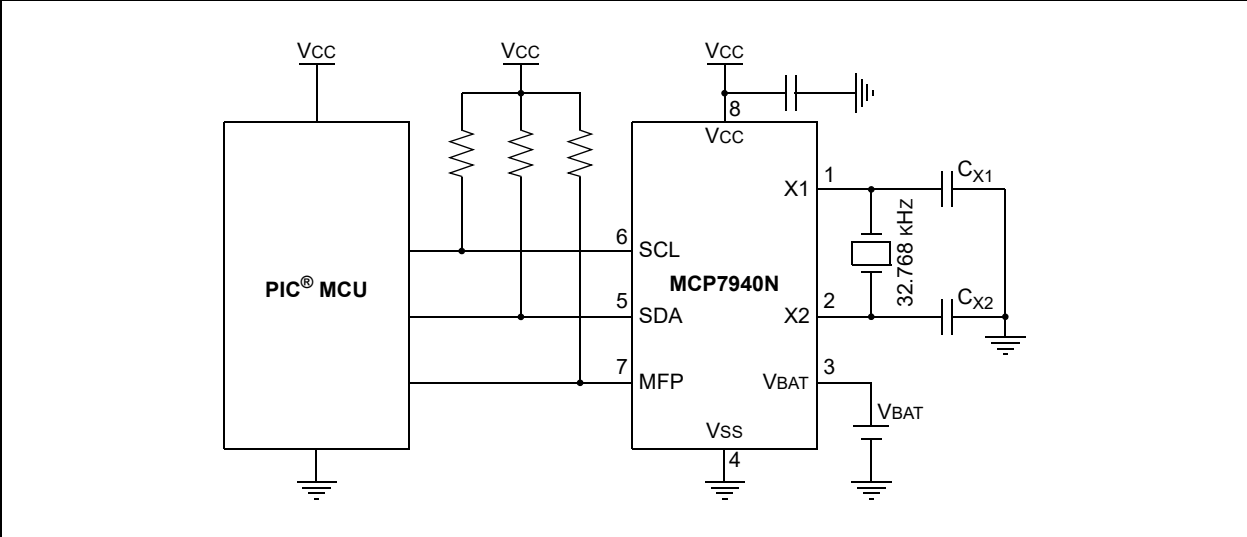 VCC
VCC
VCC
8
VCC
PIC® MCU
6
SCL
5
SDA
7
MFP
MCP7940N
X1
1
X2
2
VBAT
3
VSS
4
CX1
32.768 KHZ
CX2
VBAT